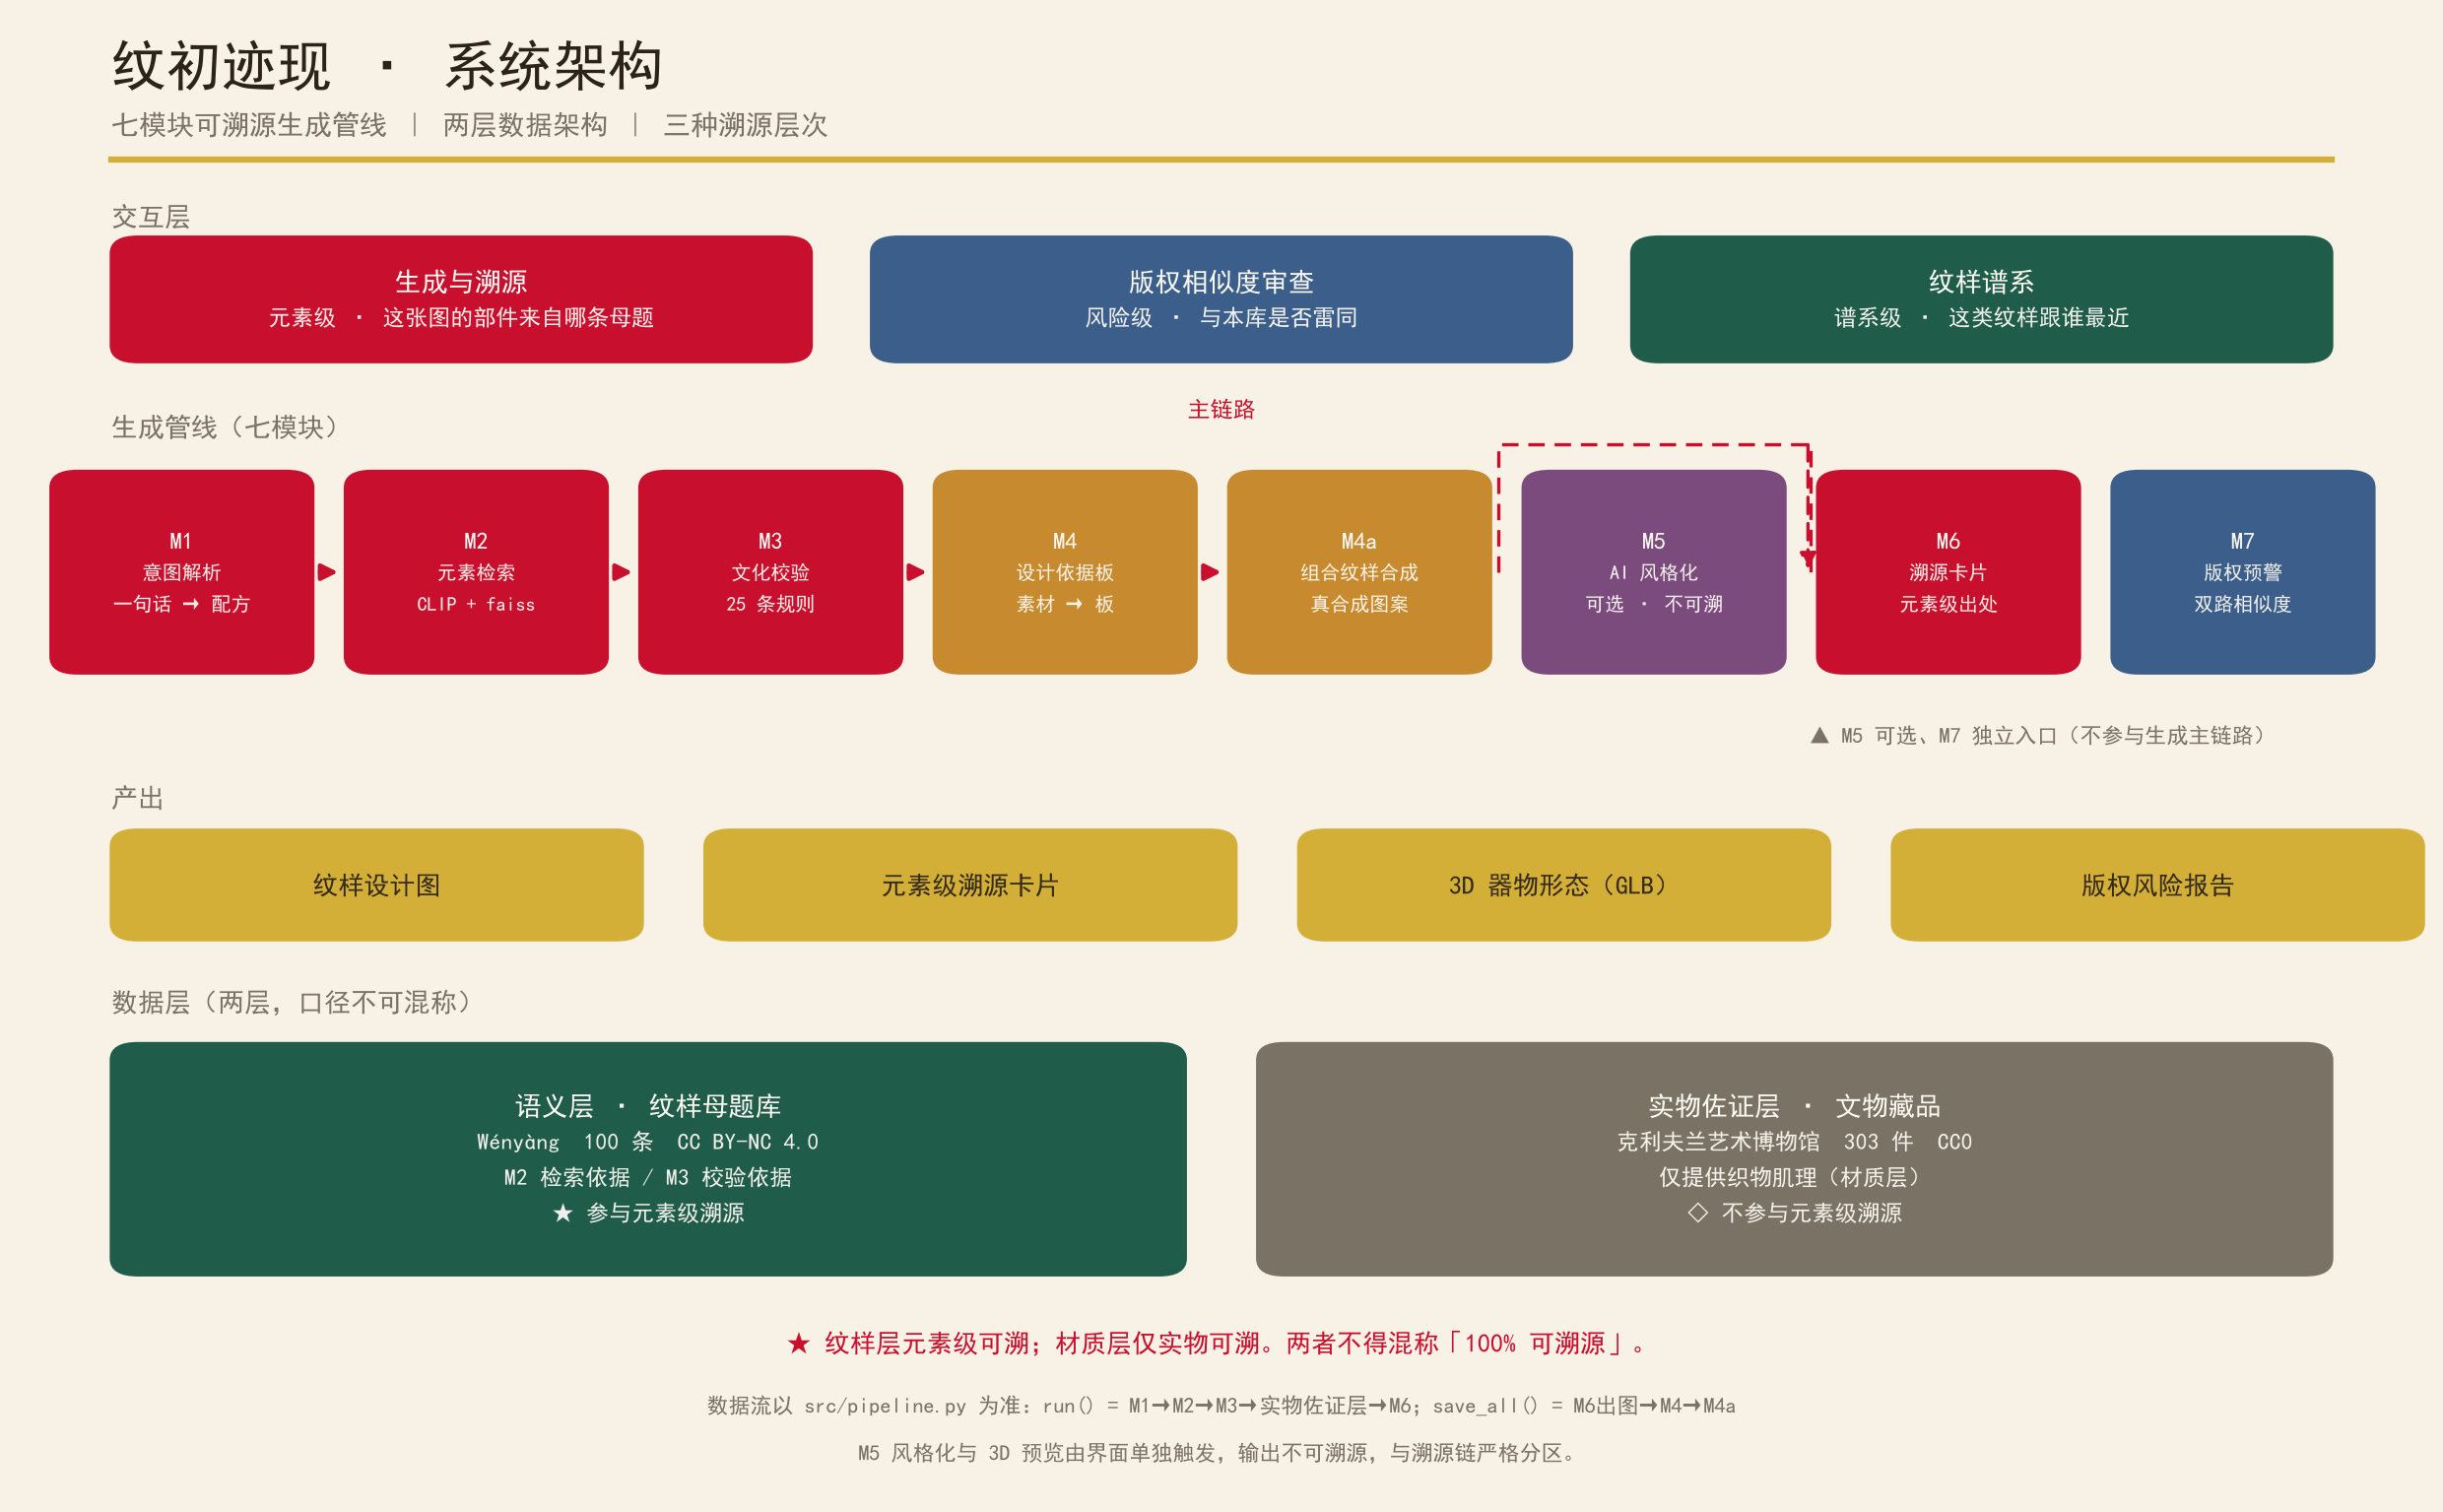 纹初迹现 · 系统架构
七模块可溯源生成管线 | 两层数据架构 | 三种溯源层次
交互层
生成与溯源
元素级 · 这张图的部件来自哪条母题
版权相似度审查
风险级 · 与本库是否雷同
纹样谱系
谱系级 · 这类纹样跟谁最近
主链路
生成管线（七模块）
M1
意图解析
一句话 → 配方
M2
元素检索
CLIP + faiss
M3
文化校验
25 条规则
M4
设计依据板
素材 → 板
M4a
组合纹样合成
真合成图案
M5
AI 风格化
可选 · 不可溯
M6
溯源卡片
元素级出处
M7
版权预警
双路相似度
▲ M5 可选、M7 独立入口（不参与生成主链路）
产出
纹样设计图
元素级溯源卡片
3D 器物形态（GLB）
版权风险报告
数据层（两层，口径不可混称）
语义层 · 纹样母题库
Wényàng 100 条 CC BY-NC 4.0
M2 检索依据 / M3 校验依据
★ 参与元素级溯源
实物佐证层 · 文物藏品
克利夫兰艺术博物馆 303 件 CC0
仅提供织物肌理（材质层）
◇ 不参与元素级溯源
★ 纹样层元素级可溯；材质层仅实物可溯。两者不得混称「100% 可溯源」。
数据流以 src/pipeline.py 为准：run() = M1→M2→M3→实物佐证层→M6；save_all() = M6出图→M4→M4a
M5 风格化与 3D 预览由界面单独触发，输出不可溯源，与溯源链严格分区。